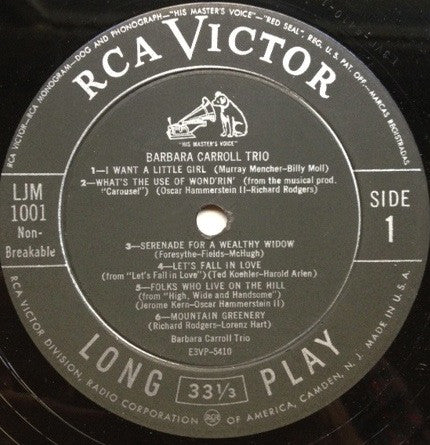 RCA VICTOR
RCA VICTOR—RCA MONOGRAM—DOG AND PHONOGRAPH—"HIS MASTER'S VOICE"—"RED SEAL". REG. U. S. PAT. OFF.—MARCAS REGISTRADAS
"HIS MASTER'S VOICE"
BARBARA CARROLL TRIO
1—I WANT A LITTLE GIRL (Murray Mencher-Billy Moll)
2—WHAT'S THE USE OF WOND'RIN' (from the musical prod.
"Carousel") (Oscar Hammerstein II-Richard Rodgers)
LJM
1001
Non-
Breakable
SIDE
1
3—SERENADE FOR A WEALTHY WIDOW
(Foresythe-Fields-McHugh)
4—LET'S FALL IN LOVE
(from "Let's Fall in Love") (Ted Koehler-Harold Arlen)
5—FOLKS WHO LIVE ON THE HILL
(from "High, Wide and Handsome")
(Jerome Kern-Oscar Hammerstein II)
6—MOUNTAIN GREENERY
(Richard Rodgers-Lorenz Hart)
Barbara Carroll Trio
E3VP-5410
LONG 33 1/3 PLAY
RCA VICTOR DIVISION, RADIO CORPORATION RCA OF AMERICA, CAMDEN, N. J. MADE IN U.S.A.